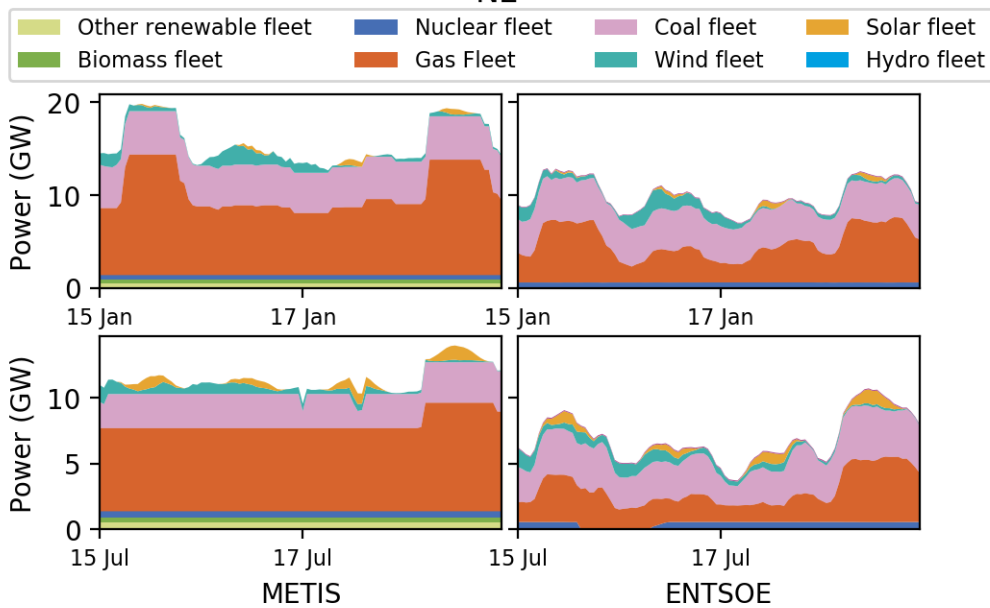 NL
Other renewable fleet Nuclear fleet Coal fleet Solar fleet
Biomass fleet Gas Fleet Wind fleet Hydro fleet
Power (GW)
20
10
0
15 Jan 17 Jan 15 Jan 17 Jan
Power (GW)
10
5
0
15 Jul 17 Jul 15 Jul 17 Jul
METIS ENTSOE